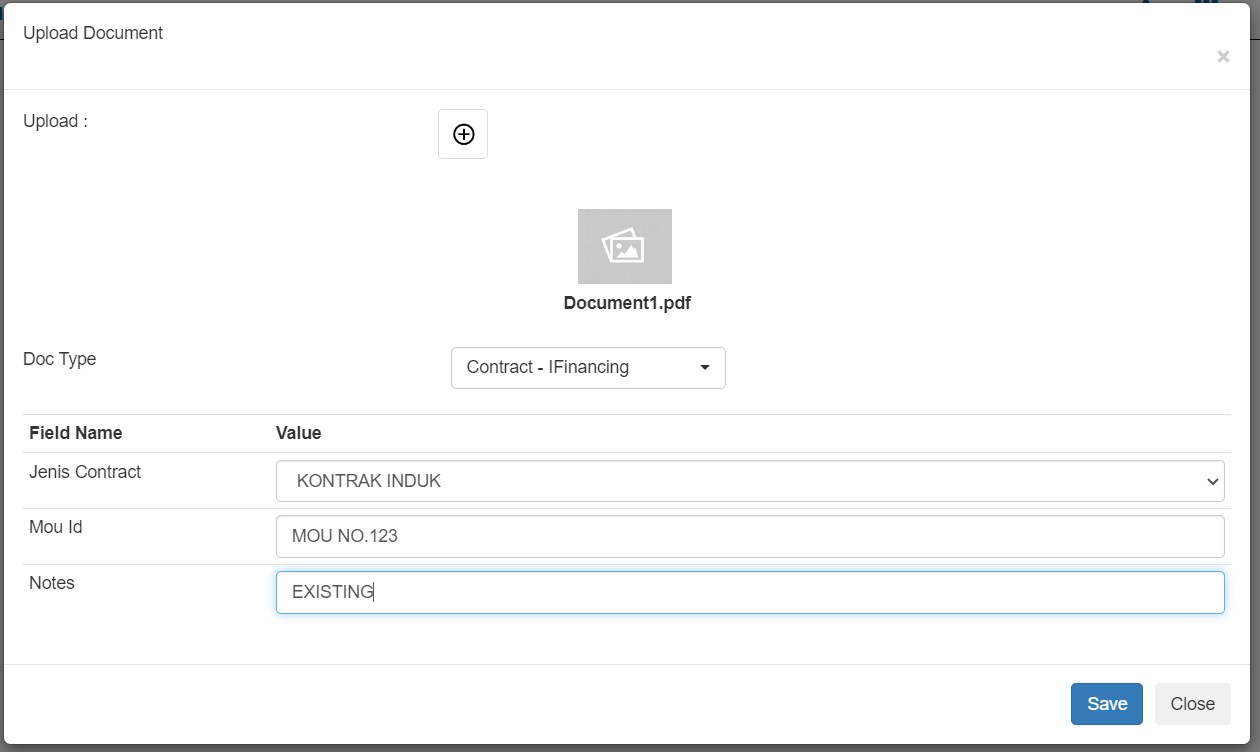 Upload Document
×
Upload :
Document1.pdf
Doc Type
Contract - IFinancing
Field Name Value
Jenis Contract KONTRAK INDUK
Mou Id MOU NO.123
Notes EXISTING
Save Close